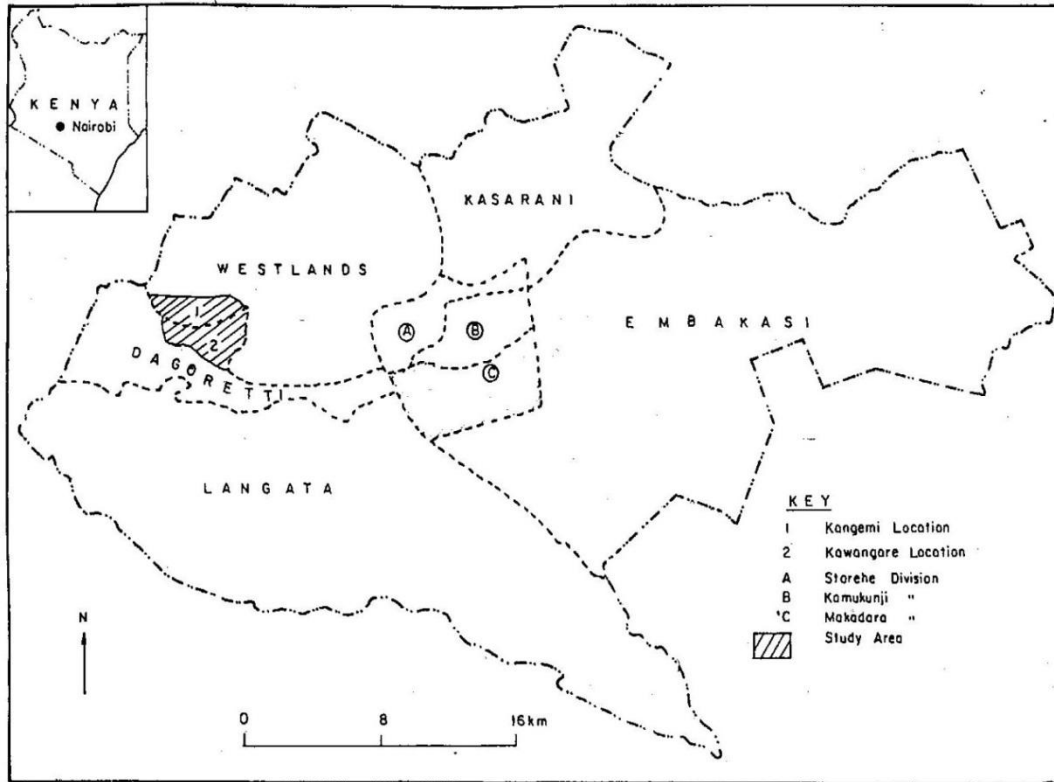 KENYA
Nairobi
KASARANI
WESTLANDS
1
2
A
B
EMBAKASI
C
DAGORETTI
LANGATA
KEY
1 Kangemi Location
2 Kawangare Location
A Starehe Division
B Kamukunji "
'C Makadara "
Study Area
N
0 8 16km